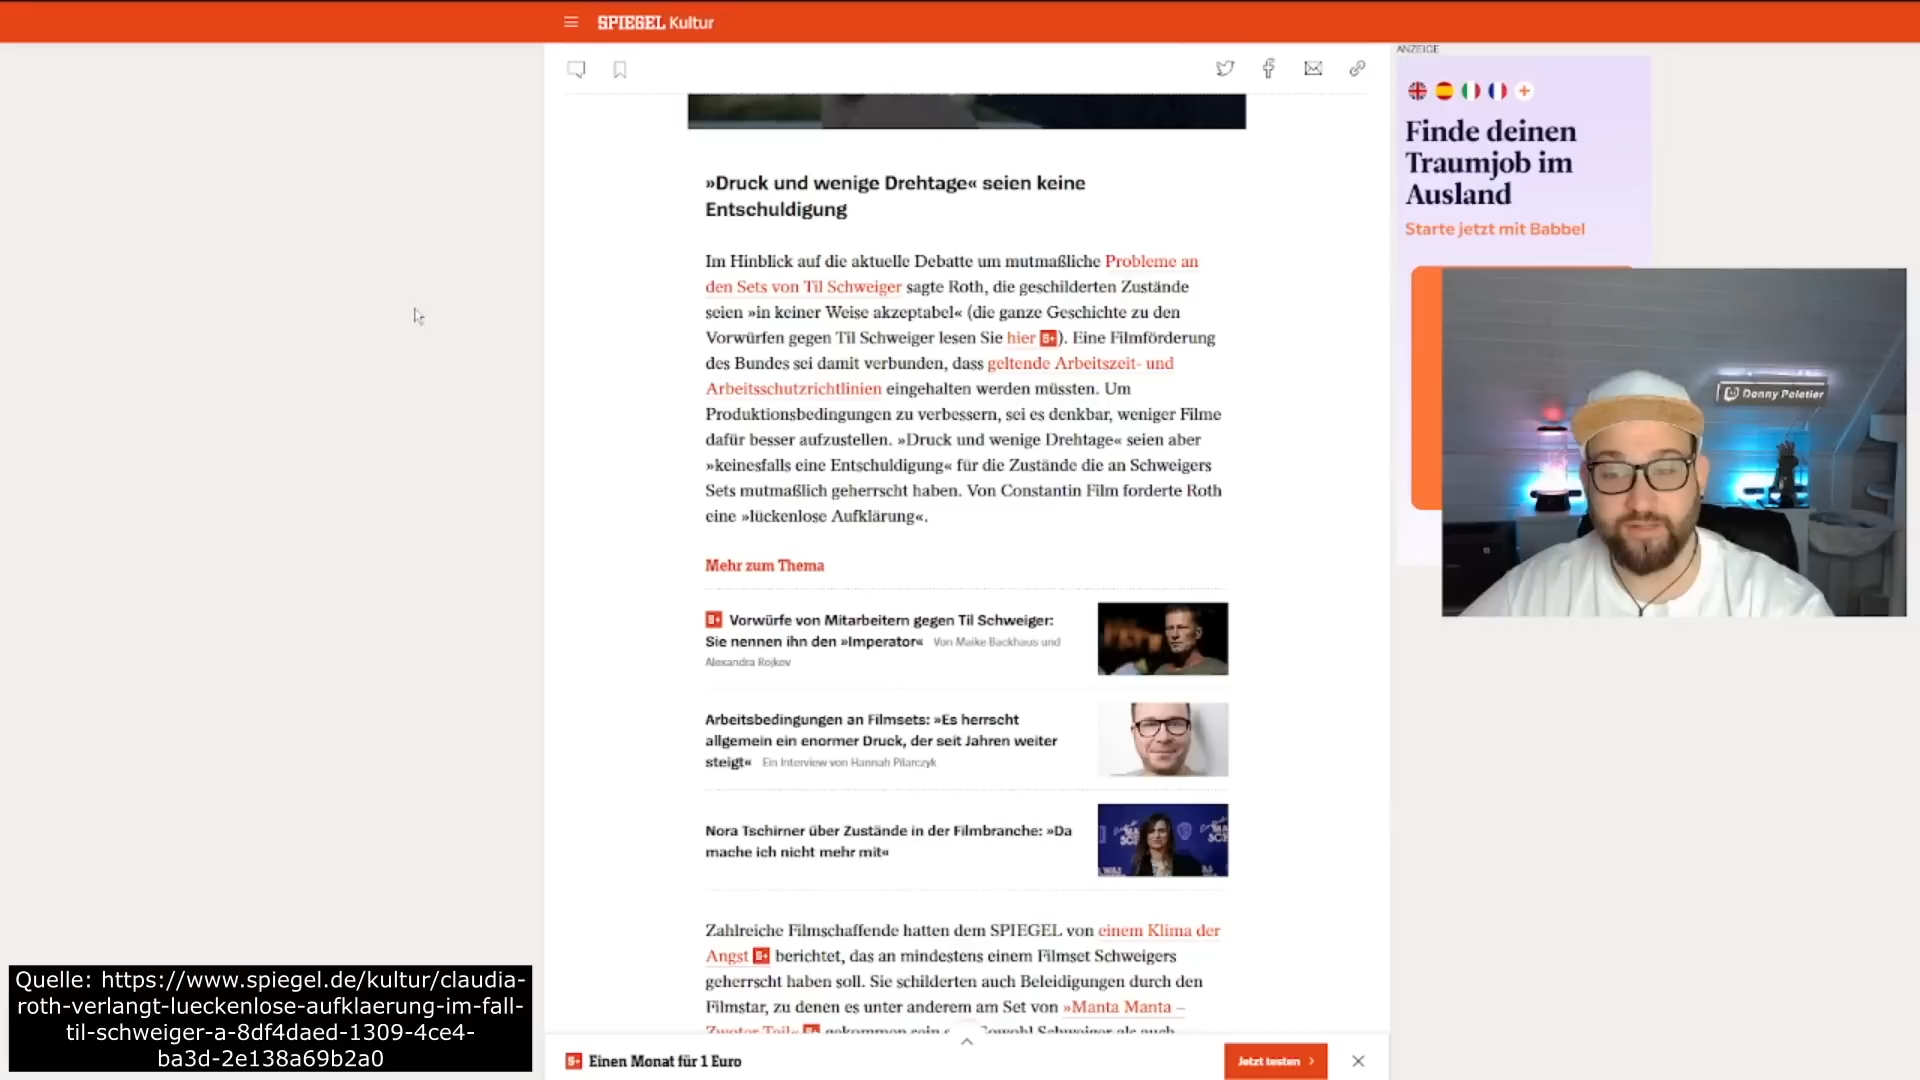 SPIEGEL Kultur
ANZEIGE
Finde deinen
Traumjob im
Ausland
Starte jetzt mit Babbel
»Druck und wenige Drehtage« seien keine
Entschuldigung
Im Hinblick auf die aktuelle Debatte um mutmaßliche Probleme an
den Sets von Til Schweiger sagte Roth, die geschilderten Zustände
seien »in keiner Weise akzeptabel« (die ganze Geschichte zu den
Vorwürfen gegen Til Schweiger lesen Sie hier S+). Eine Filmförderung
des Bundes sei damit verbunden, dass geltende Arbeitszeit- und
Arbeitsschutzrichtlinien eingehalten werden müssten. Um
Produktionsbedingungen zu verbessern, sei es denkbar, weniger Filme
dafür besser aufzustellen. »Druck und wenige Drehtage« seien aber
»keinesfalls eine Entschuldigung« für die Zustände die an Schweigers
Sets mutmaßlich geherrscht haben. Von Constantin Film forderte Roth
eine »lückenlose Aufklärung«.
Danny Peletier
Mehr zum Thema
S+ Vorwürfe von Mitarbeitern gegen Til Schweiger:
Sie nennen ihn den »Imperator« Von Maike Backhaus und
Alexandra Rojkov
Arbeitsbedingungen an Filmsets: »Es herrscht
allgemein ein enormer Druck, der seit Jahren weiter
steigt« Ein Interview von Hannah Pilarczyk
Nora Tschirner über Zustände in der Filmbranche: »Da
mache ich nicht mehr mit«
Zahlreiche Filmschaffende hatten dem SPIEGEL von einem Klima der
Angst S+ berichtet, das an mindestens einem Filmset Schweigers
geherrscht haben soll. Sie schilderten auch Beleidigungen durch den
Filmstar, zu denen es unter anderem am Set von »Manta Manta –
Zwoter Teil« S+ gekommen sein Sowohl Schweiger als auch
S+ Einen Monat für 1 Euro
Jetzt testen
Quelle: https://www.spiegel.de/kultur/claudia-
roth-verlangt-lueckenlose-aufklaerung-im-fall-
til-schweiger-a-8df4daed-1309-4ce4-
ba3d-2e138a69b2a0